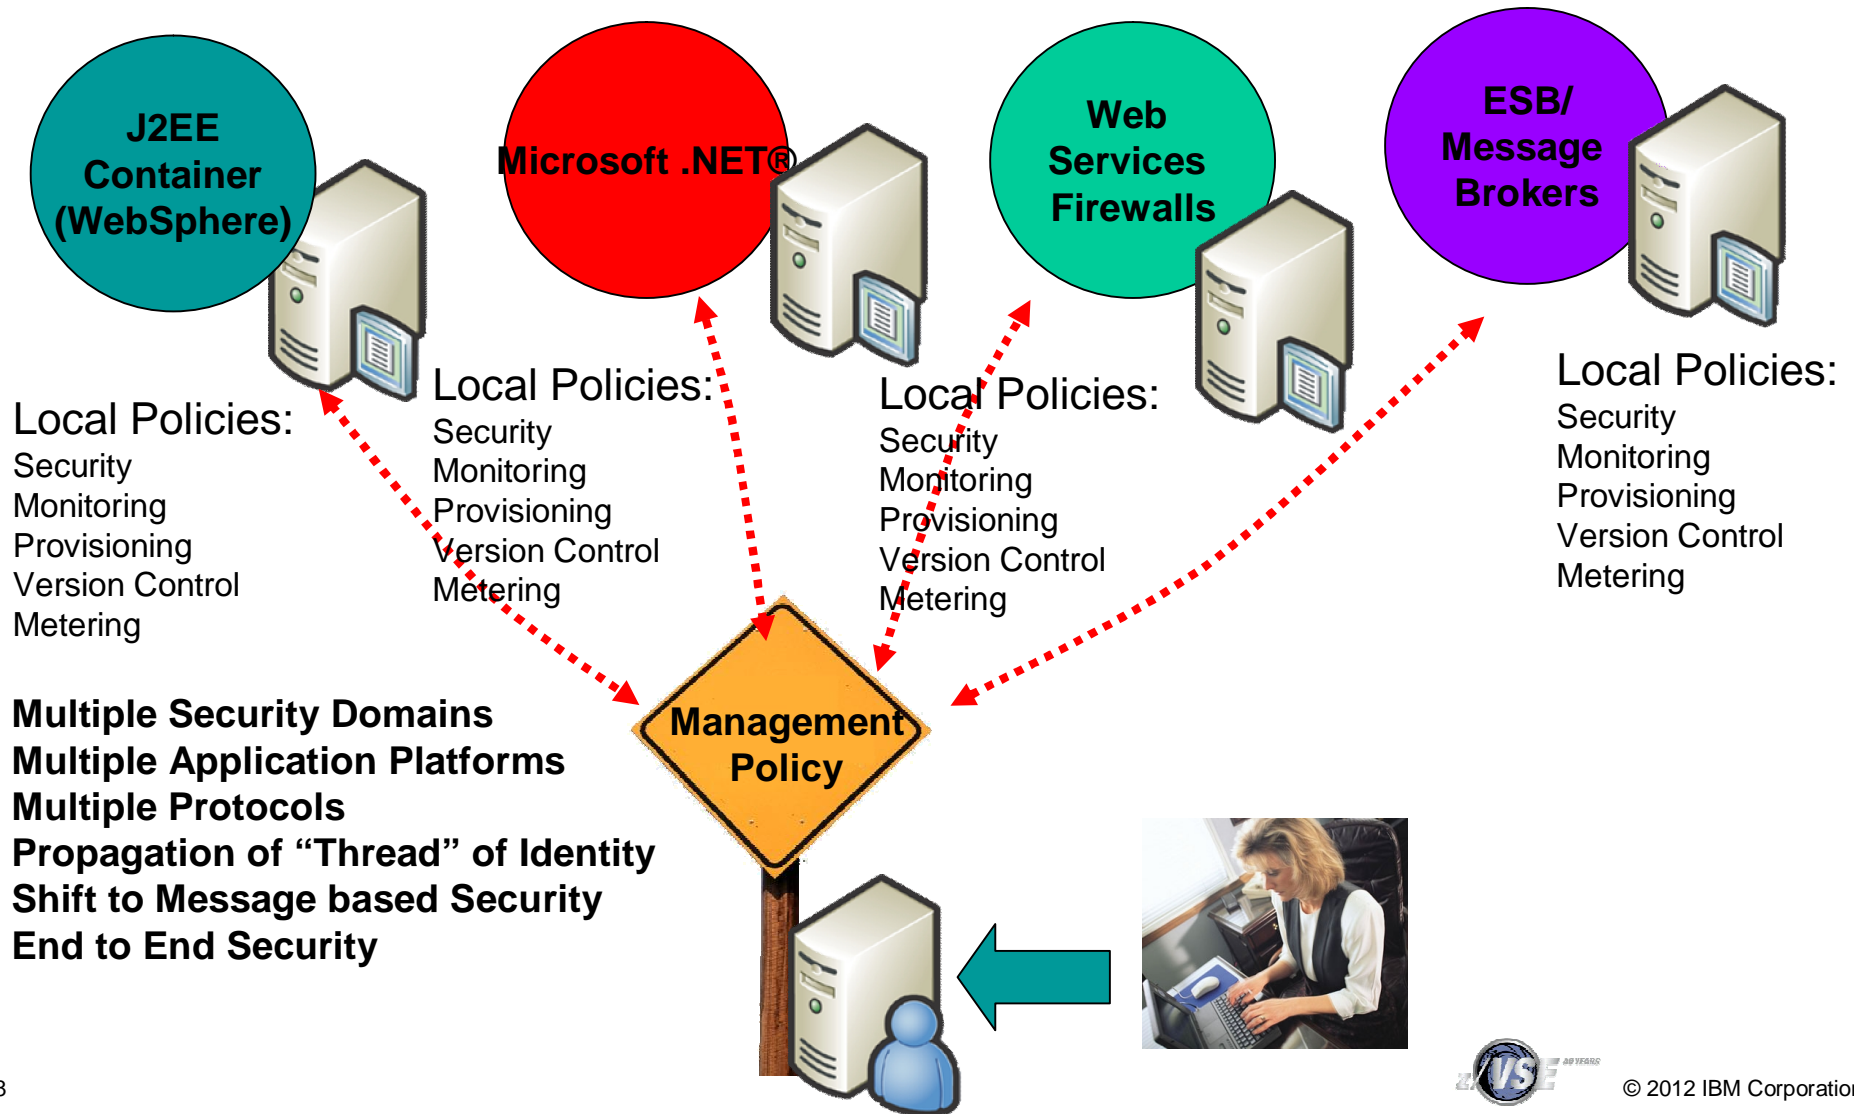 J2EE
Container
(WebSphere)
Microsoft .NET®
Web
Services
Firewalls
ESB/
Message
Brokers
Local Policies:
Security
Monitoring
Provisioning
Version Control
Metering
Local Policies:
Security
Monitoring
Provisioning
Version Control
Metering
Local Policies:
Security
Monitoring
Provisioning
Version Control
Metering
Local Policies:
Security
Monitoring
Provisioning
Version Control
Metering
Multiple Security Domains
Multiple Application Platforms
Multiple Protocols
Propagation of “Thread” of Identity
Shift to Message based Security
End to End Security
Management
Policy
3
z/VSE 40 YEARS
© 2012 IBM Corporation